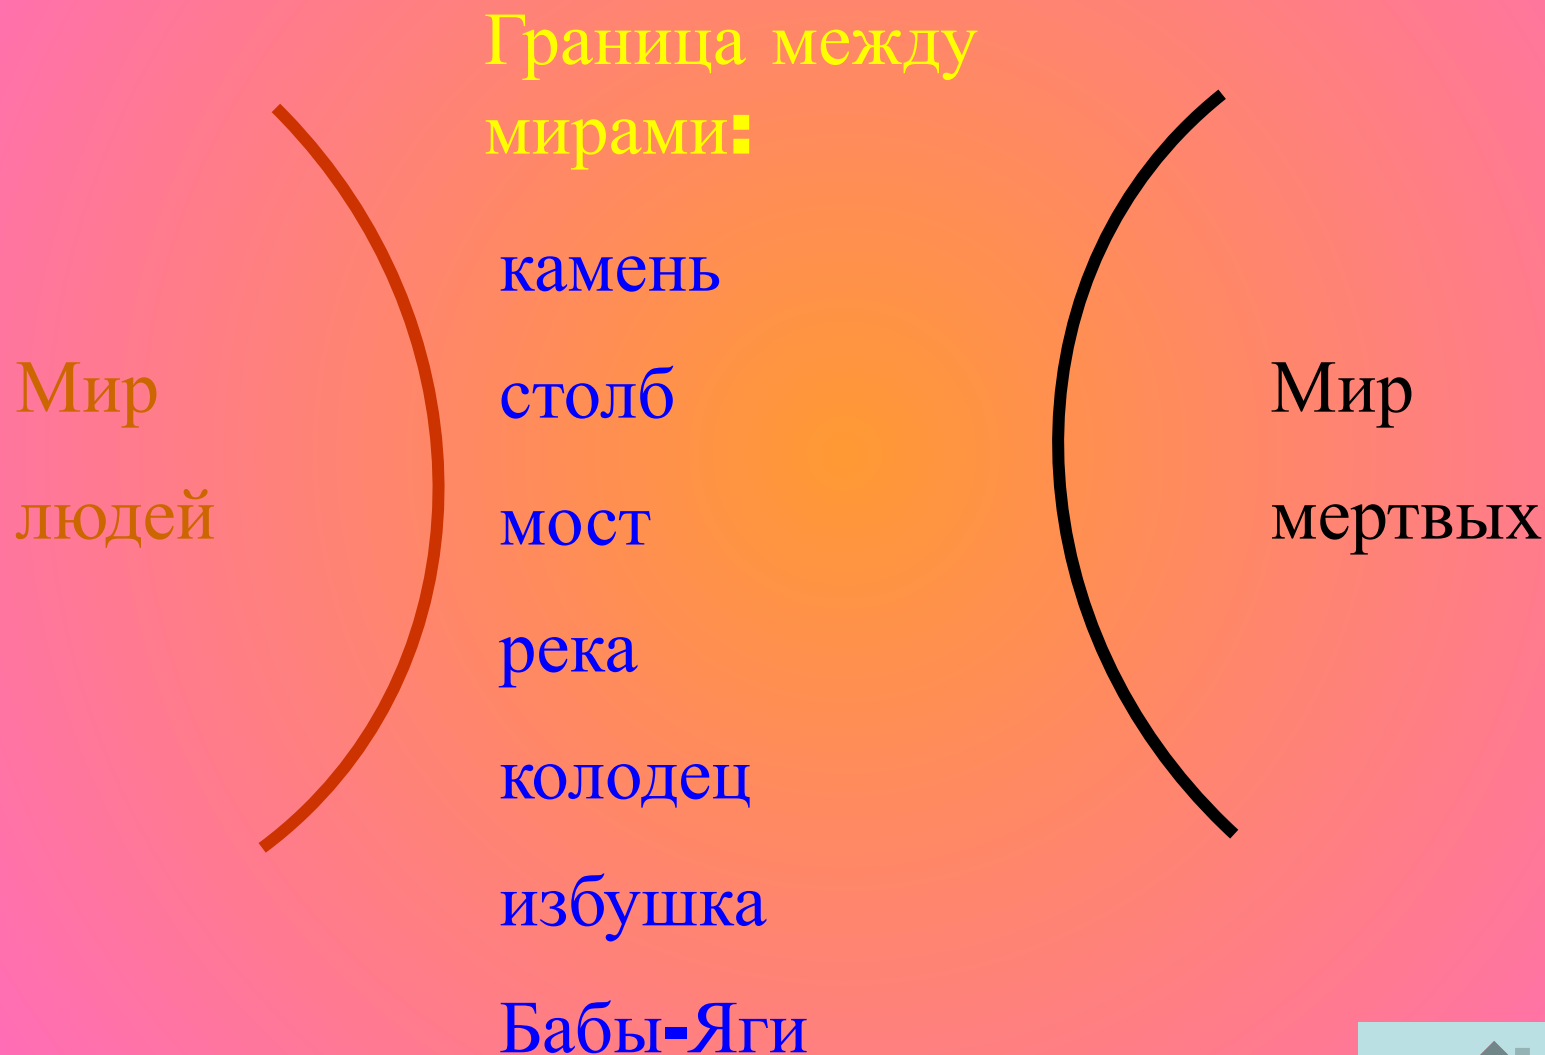 Граница между
мирами:
Мир
людей
камень
столб
мост
река
колодец
избушка
Бабы-Яги
Мир
мертвых